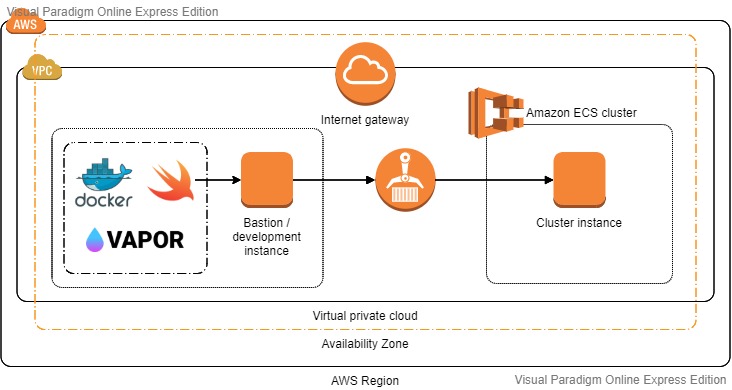 Visual Paradigm Online Express Edition
AWS
VPC
Internet gateway
Amazon ECS cluster
docker
VAPOR
Bastion /
development
instance
Cluster instance
Virtual private cloud
Availability Zone
AWS Region
Visual Paradigm Online Express Edition